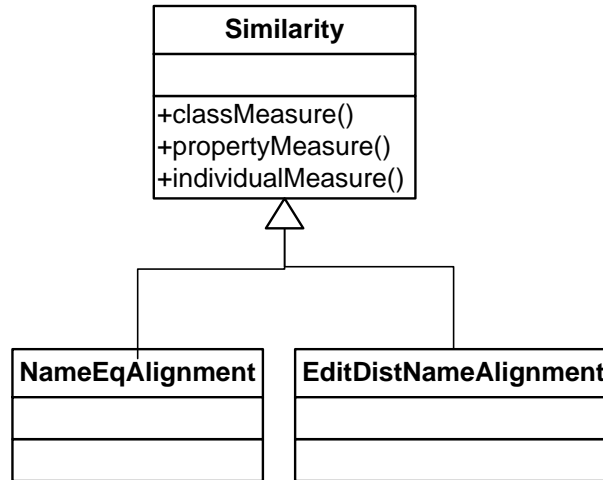 Similarity
+classMeasure()
+propertyMeasure()
+individualMeasure()
NameEqAlignment
EditDistNameAlignment